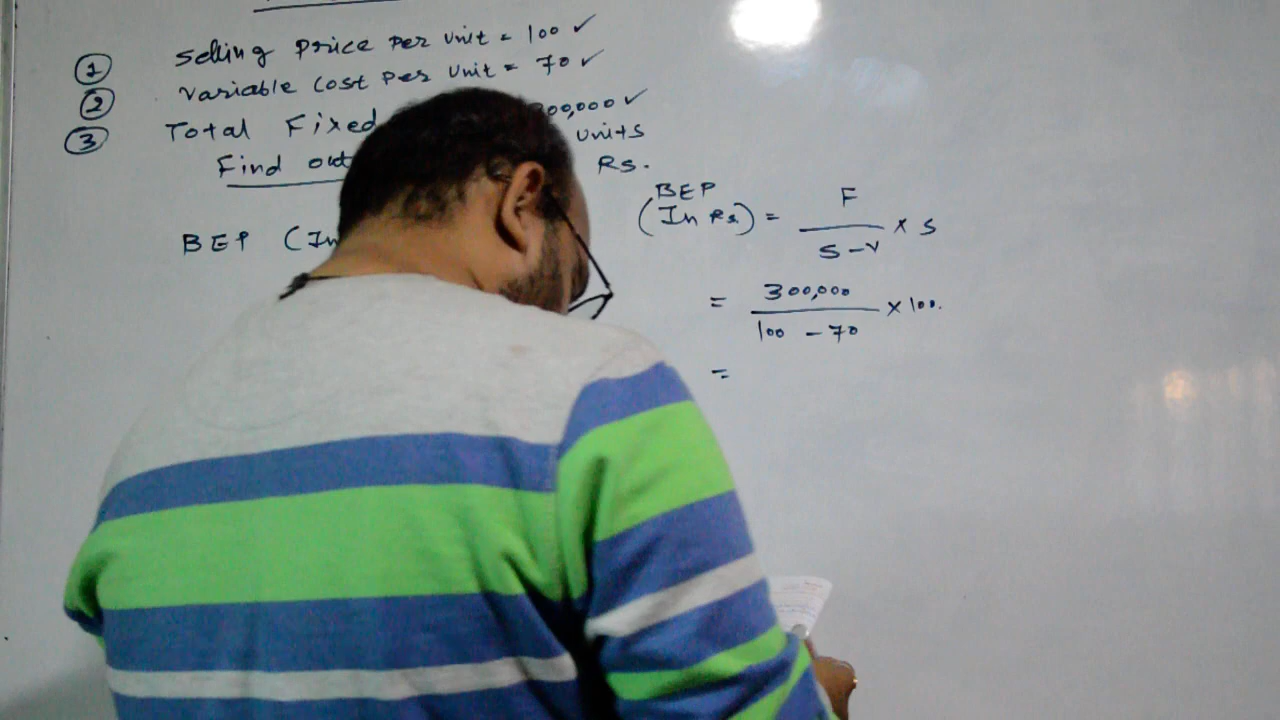 ① Selling Price Per Unit = 100 ✓
② Variable Cost Per Unit = 70 ✓
③ Total Fixed 00,000 ✓
Find out Units
Rs.
BEP (In
BEP
(In Rs) = F / S - V × S
= 300,000 / 100 - 70 × 100.
=